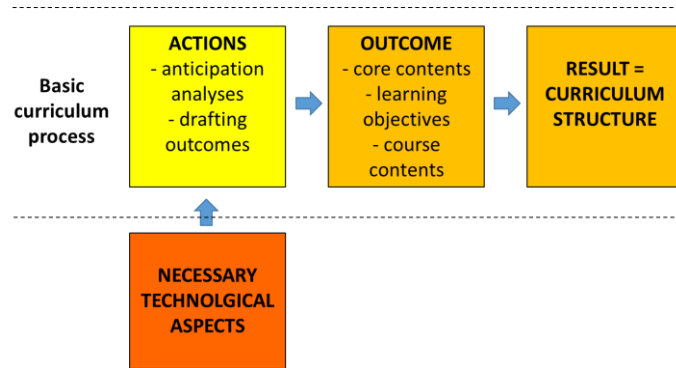 Basic
curriculum
process
ACTIONS
- anticipation
analyses
- drafting
outcomes
OUTCOME
- core contents
- learning
objectives
- course
contents
RESULT =
CURRICULUM
STRUCTURE
NECESSARY
TECHNOLGICAL
ASPECTS